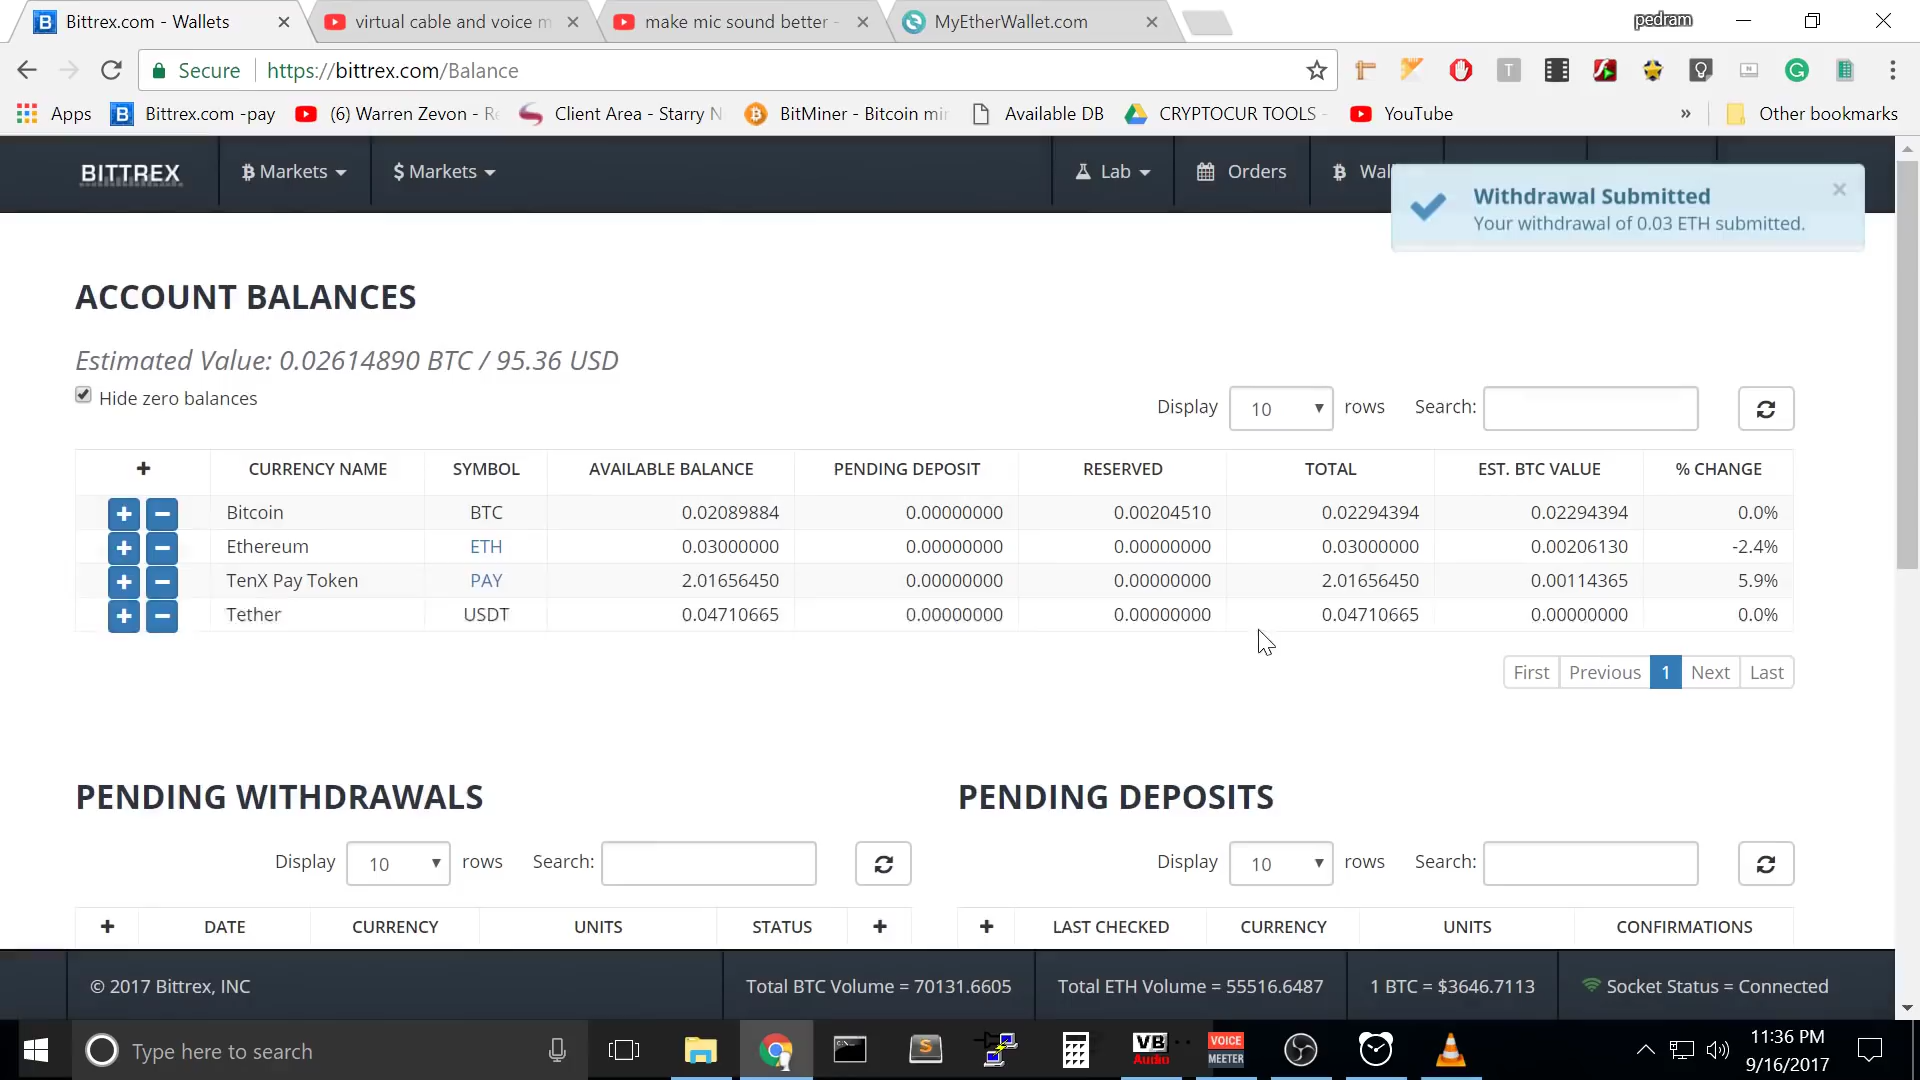 Bittrex.com - Wallets
virtual cable and voice m
make mic sound better -
MyEtherWallet.com
pedram
Secure
https://bittrex.com/Balance
T
G
Apps
Bittrex.com -pay
(6) Warren Zevon - Re
Client Area - Starry N
BitMiner - Bitcoin min
Available DB
CRYPTOCUR TOOLS -
YouTube
»
Other bookmarks
BITTREX
Markets
$ Markets
Lab
Orders
Wal
Withdrawal Submitted
Your withdrawal of 0.03 ETH submitted.
ACCOUNT BALANCES
Estimated Value: 0.02614890 BTC / 95.36 USD
Hide zero balances
Display 10 rows Search:
+ CURRENCY NAME SYMBOL AVAILABLE BALANCE PENDING DEPOSIT RESERVED TOTAL EST. BTC VALUE % CHANGE
+ − Bitcoin BTC 0.02089884 0.00000000 0.00204510 0.02294394 0.02294394 0.0%
+ − Ethereum ETH 0.03000000 0.00000000 0.00000000 0.03000000 0.00206130 -2.4%
+ − TenX Pay Token PAY 2.01656450 0.00000000 0.00000000 2.01656450 0.00114365 5.9%
+ − Tether USDT 0.04710665 0.00000000 0.00000000 0.04710665 0.00000000 0.0%
First Previous 1 Next Last
PENDING WITHDRAWALS
Display 10 rows Search:
+ DATE CURRENCY UNITS STATUS +
PENDING DEPOSITS
Display 10 rows Search:
+ LAST CHECKED CURRENCY UNITS CONFIRMATIONS
© 2017 Bittrex, INC
Total BTC Volume = 70131.6605
Total ETH Volume = 55516.6487
1 BTC = $3646.7113
Socket Status = Connected
Type here to search
S
VB
Audio
VOICE
MEETER
11:36 PM
9/16/2017